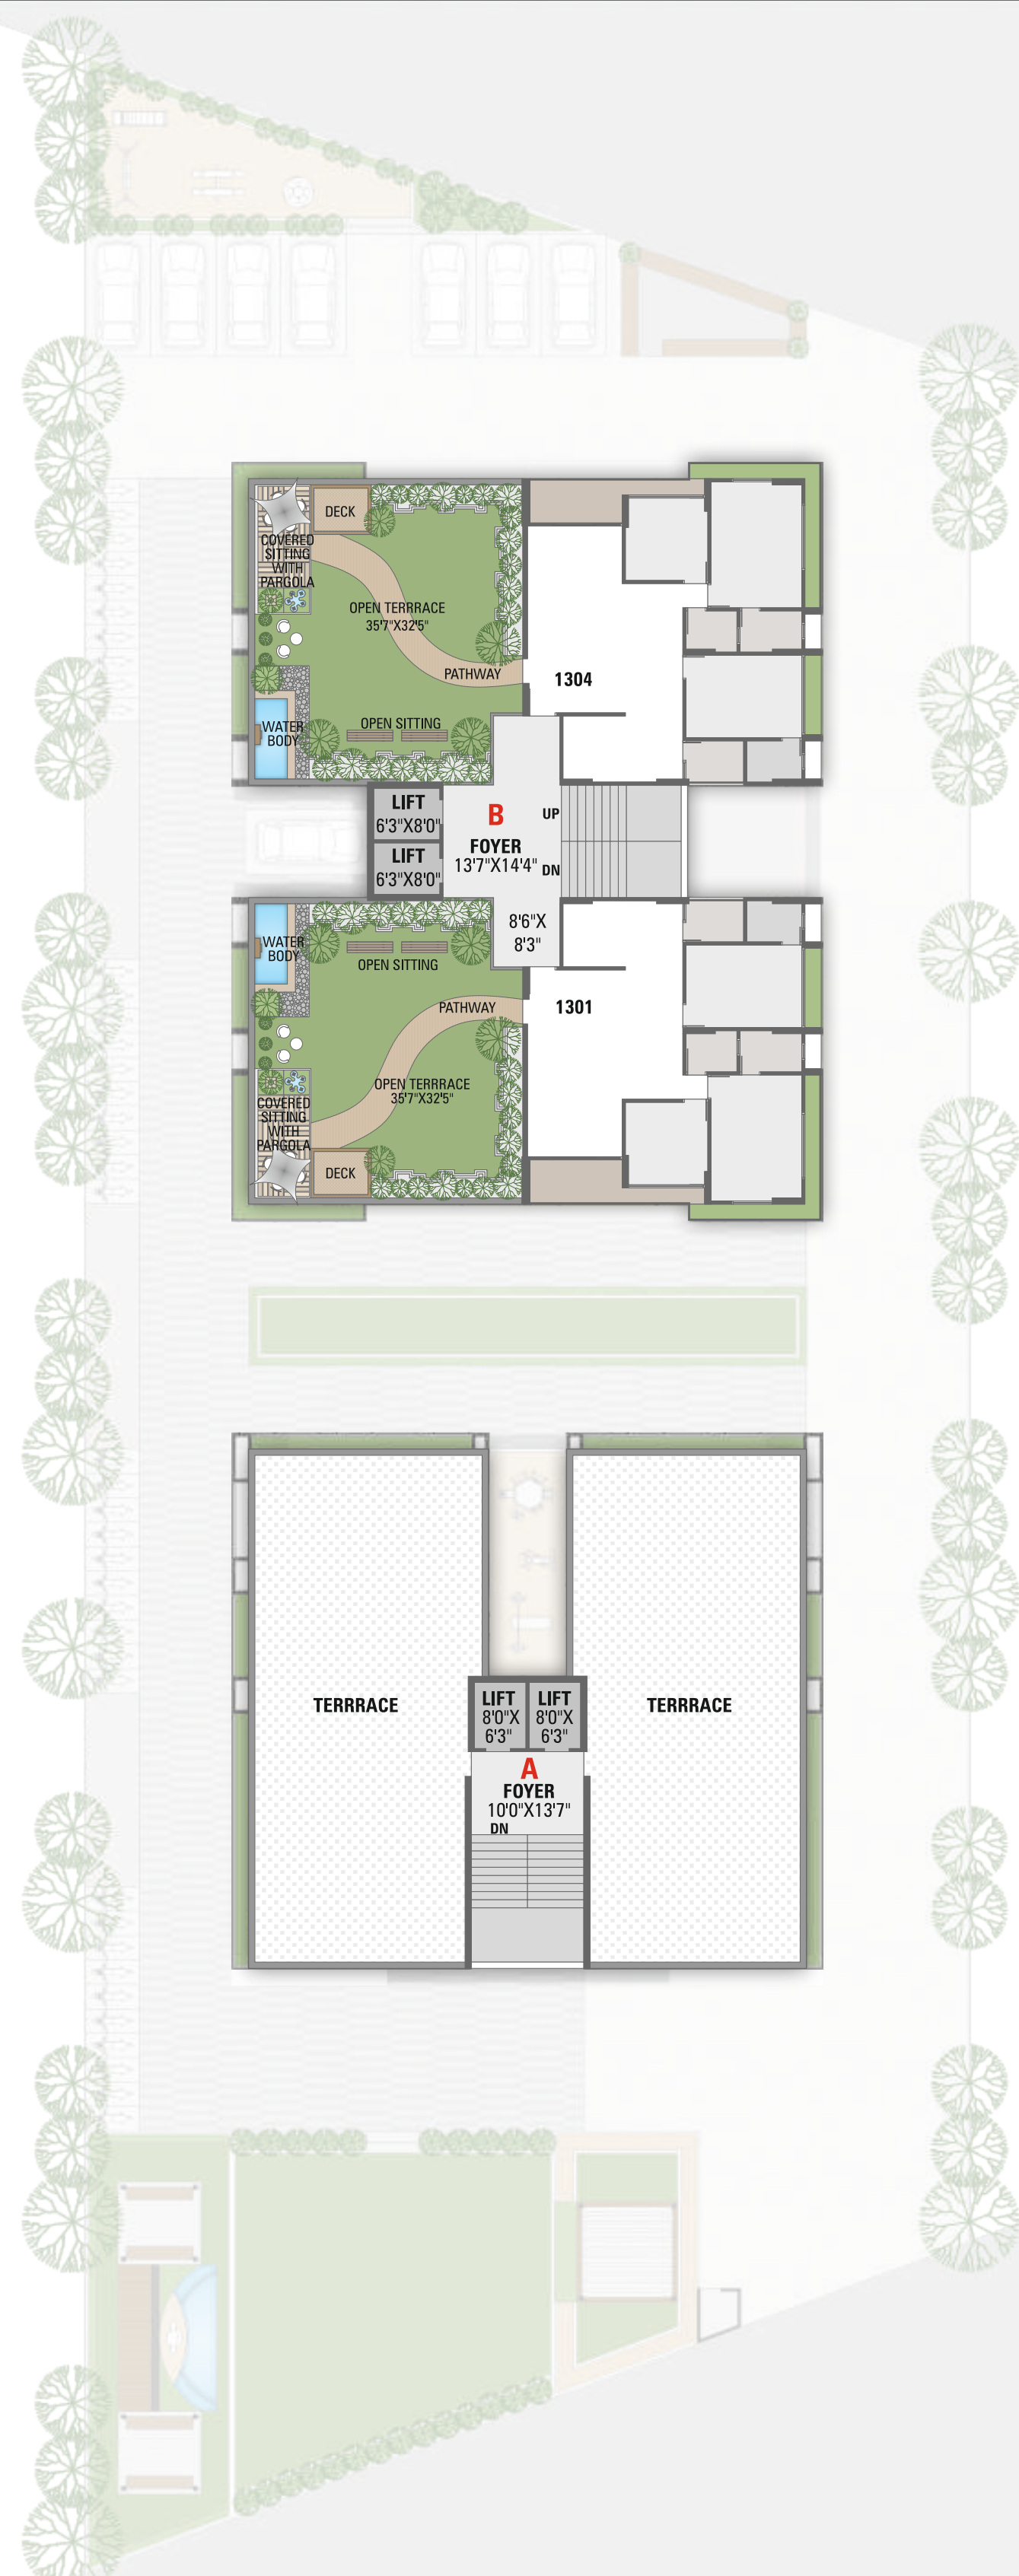 DECK
COVERED
SITTING
WITH
PARGOLA
OPEN TERRRACE
35'7"X32'5"
PATHWAY
1304
OPEN SITTING
WATER
BODY
LIFT
6'3"X8'0"
LIFT
6'3"X8'0"
B
FOYER
13'7"X14'4"
UP
DN
8'6"X
8'3"
WATER
BODY
OPEN SITTING
PATHWAY
1301
OPEN TERRRACE
35'7"X32'5"
COVERED
SITTING
WITH
PARGOLA
DECK
TERRRACE
LIFT
8'0"X
6'3"
LIFT
8'0"X
6'3"
TERRRACE
A
FOYER
10'0"X13'7"
DN